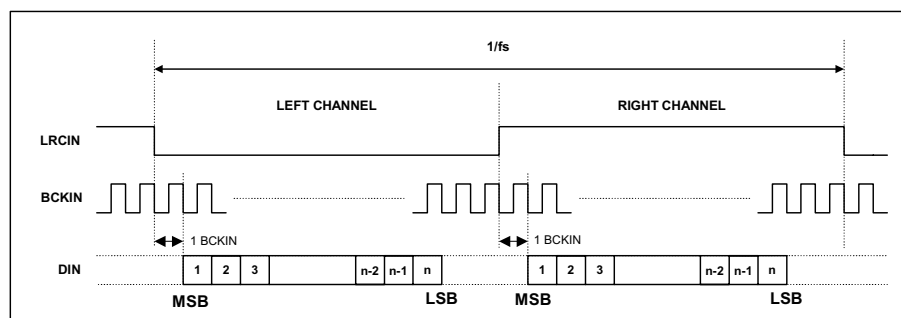 1/fs
LEFT CHANNEL RIGHT CHANNEL
LRCIN
BCKIN
1 BCKIN 1 BCKIN
DIN 1 2 3 n-2 n-1 n 1 2 3 n-2 n-1 n
MSB LSB MSB LSB